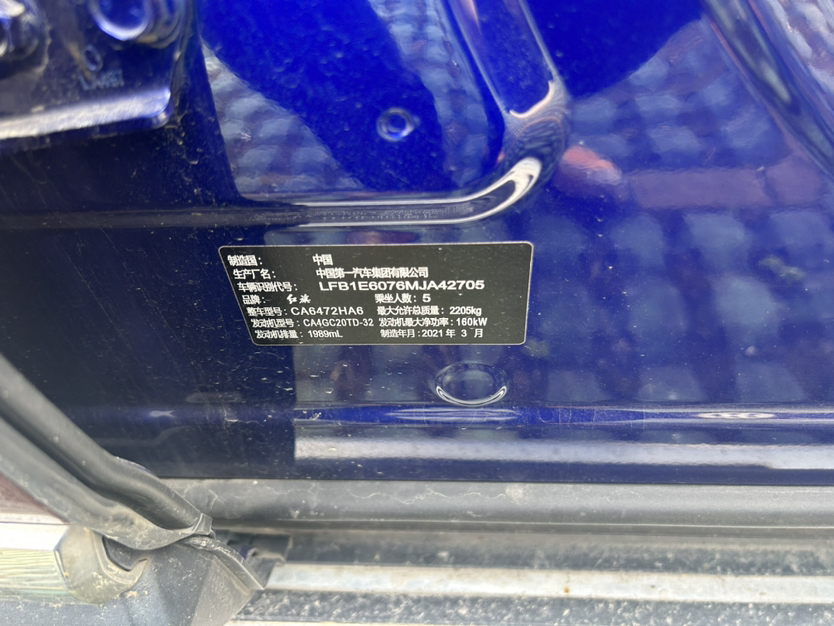 制造国： 中国
生产厂名： 中国第一汽车集团有限公司
车辆识别代号： LFB1E6076MJA42705
品牌： 红旗 乘坐人数：5
整车型号：CA6472HA6 最大允许总质量：2205kg
发动机型号：CA4GC20TD-32 发动机最大净功率：160kW
发动机排量：1989mL 制造年月：2021 年 3 月